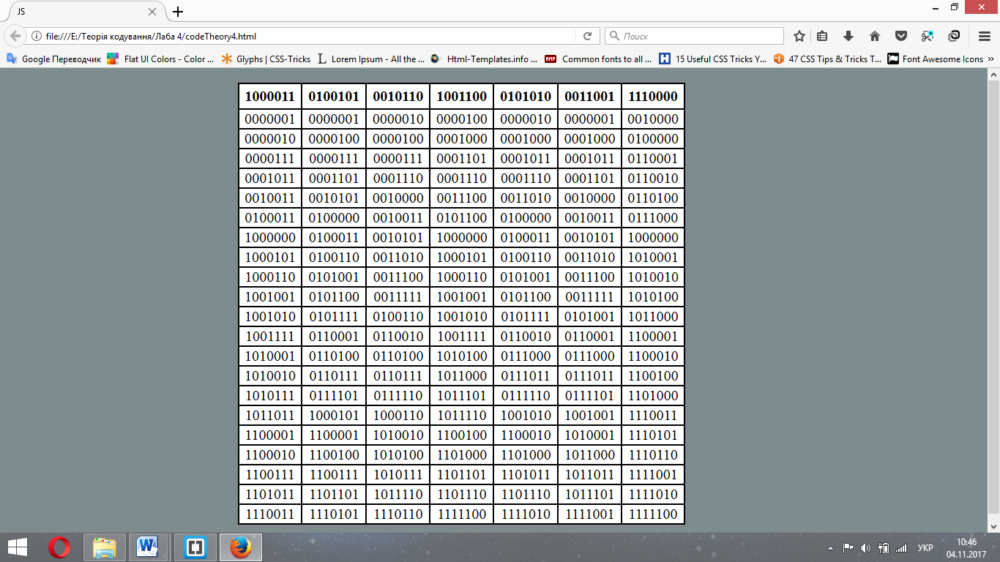 JS
file:///E:/Теорія кодування/Лаба 4/codeTheory4.html
Поиск
Google Переводчик Flat UI Colors - Color ... Glyphs | CSS-Tricks Lorem Ipsum - All the ... Html-Templates.info ... Common fonts to all ... 15 Useful CSS Tricks Y... 47 CSS Tips & Tricks T... Font Awesome Icons
1000011 0100101 0010110 1001100 0101010 0011001 1110000
0000001 0000001 0000010 0000100 0000010 0000001 0010000
0000010 0000100 0000100 0001000 0001000 0001000 0100000
0000111 0000111 0000111 0001101 0001011 0001011 0110001
0001011 0001101 0001110 0001110 0001110 0001101 0110010
0010011 0010101 0010000 0011100 0011010 0010000 0110100
0100011 0100000 0010011 0101100 0100000 0010011 0111000
1000000 0100011 0010101 1000000 0100011 0010101 1000000
1000101 0100110 0011010 1000101 0100110 0011010 1010001
1000110 0101001 0011100 1000110 0101001 0011100 1010010
1001001 0101100 0011111 1001001 0101100 0011111 1010100
1001010 0101111 0100110 1001010 0101111 0101001 1011000
1001111 0110001 0110010 1001111 0110010 0110001 1100001
1010001 0110100 0110100 1010100 0111000 0111000 1100010
1010010 0110111 0110111 1011000 0111011 0111011 1100100
1010111 0111101 0111110 1011101 0111110 0111101 1101000
1011011 1000101 1000110 1011110 1001010 1001001 1110011
1100001 1100001 1010010 1100100 1100010 1010001 1110101
1100010 1100100 1010100 1101000 1101000 1011000 1110110
1100111 1100111 1010111 1101101 1101011 1011011 1111001
1101011 1101101 1011110 1101110 1101110 1011101 1111010
1110011 1110101 1110110 1111100 1111010 1111001 1111100
УКР
10:46
04.11.2017